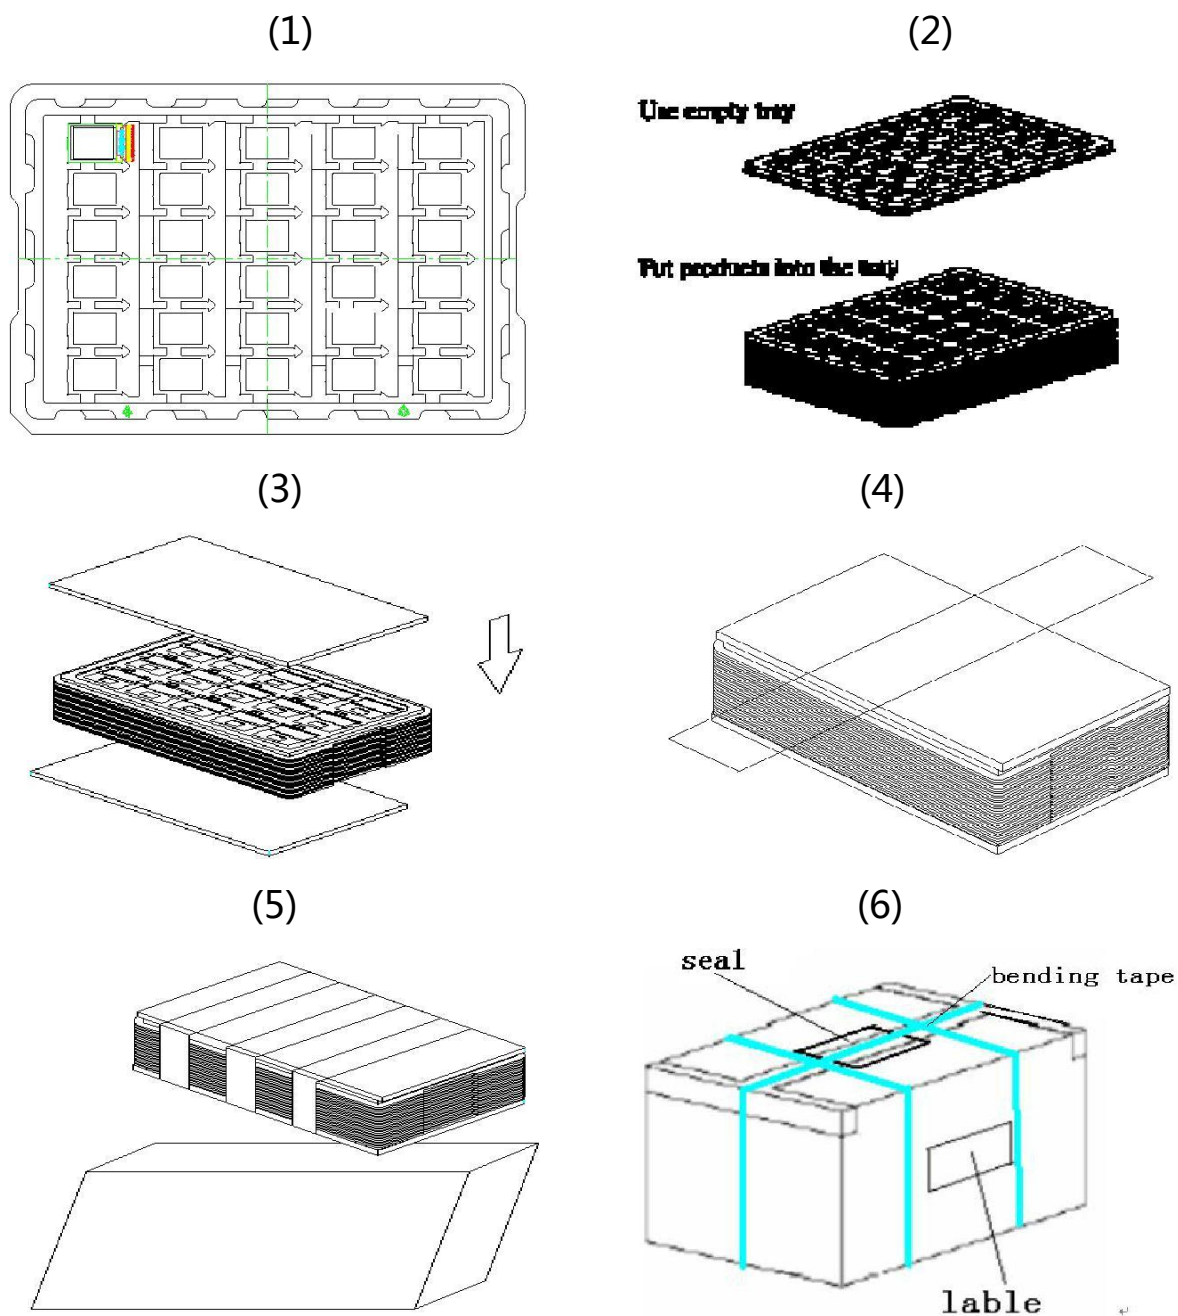 (1)
(2)
Use empty tray
Put products into the tray
(3)
(4)
(5)
(6)
seal
bending tape
lable